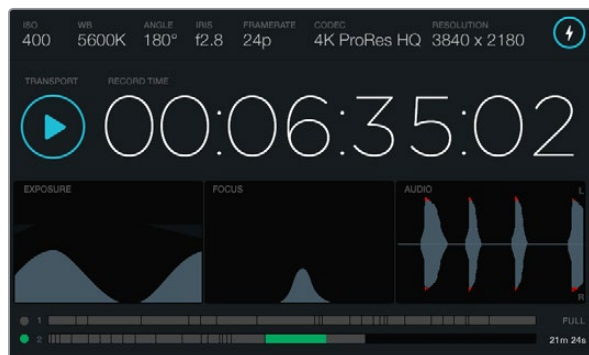 ISO WB ANGLE IRIS FRAMERATE CODEC RESOLUTION
400 5600K 180° f2.8 24p 4K ProRes HQ 3840 x 2180
TRANSPORT RECORD TIME
00:06:35:02
EXPOSURE FOCUS AUDIO L
R
1 FULL
2 21m 24s